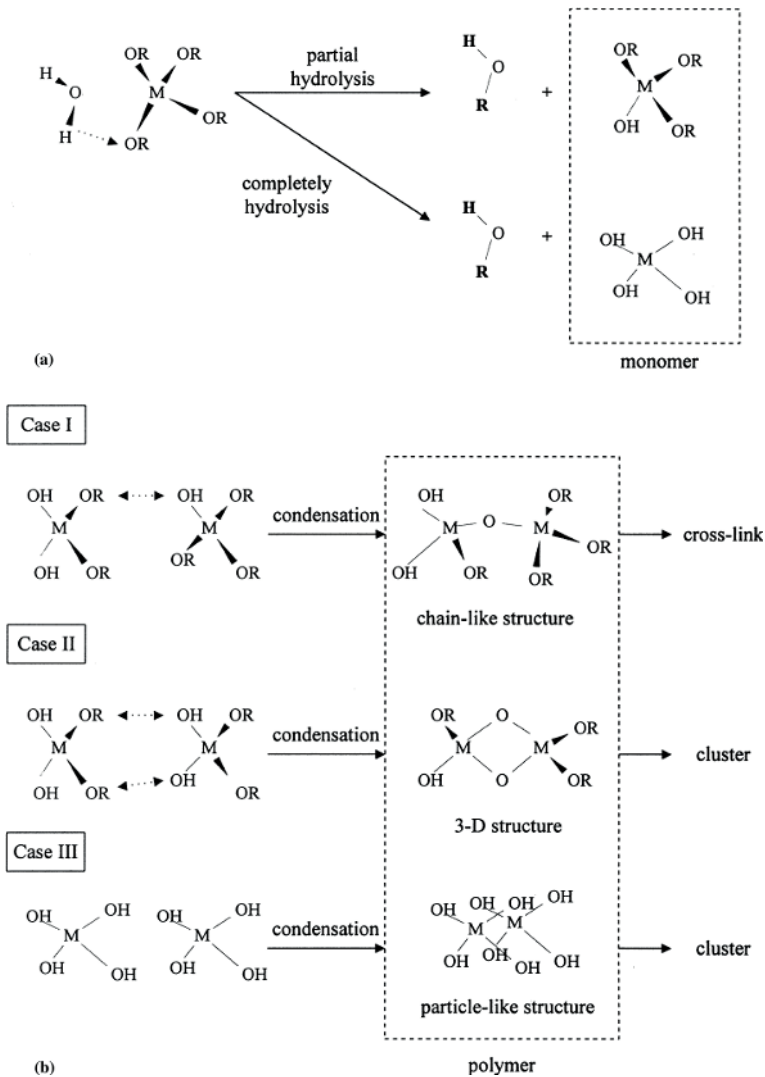 OR OR
H
O M
OR
H OR
partial
hydrolysis
completely
hydrolysis
H
O
R
+
OR
OR
M
OH
OR
H
O
R
+
OH OH
M
OH OH
monomer
(a)
Case I
OH OR
M
OH OR
OH OR
M
OR OR
condensation
OH
O
M M
OH OR
OR
OR
OR
chain-like structure
cross-link
Case II
OH OR
M
OH OR
OH OR
M
OH OR
condensation
OR O
M M OR
OH O OR
3-D structure
cluster
Case III
OH OH
M
OH OH
OH OH
M
OH OH
condensation
OH OH OH OH
M M
OH OH OH OH
particle-like structure
cluster
polymer
(b)